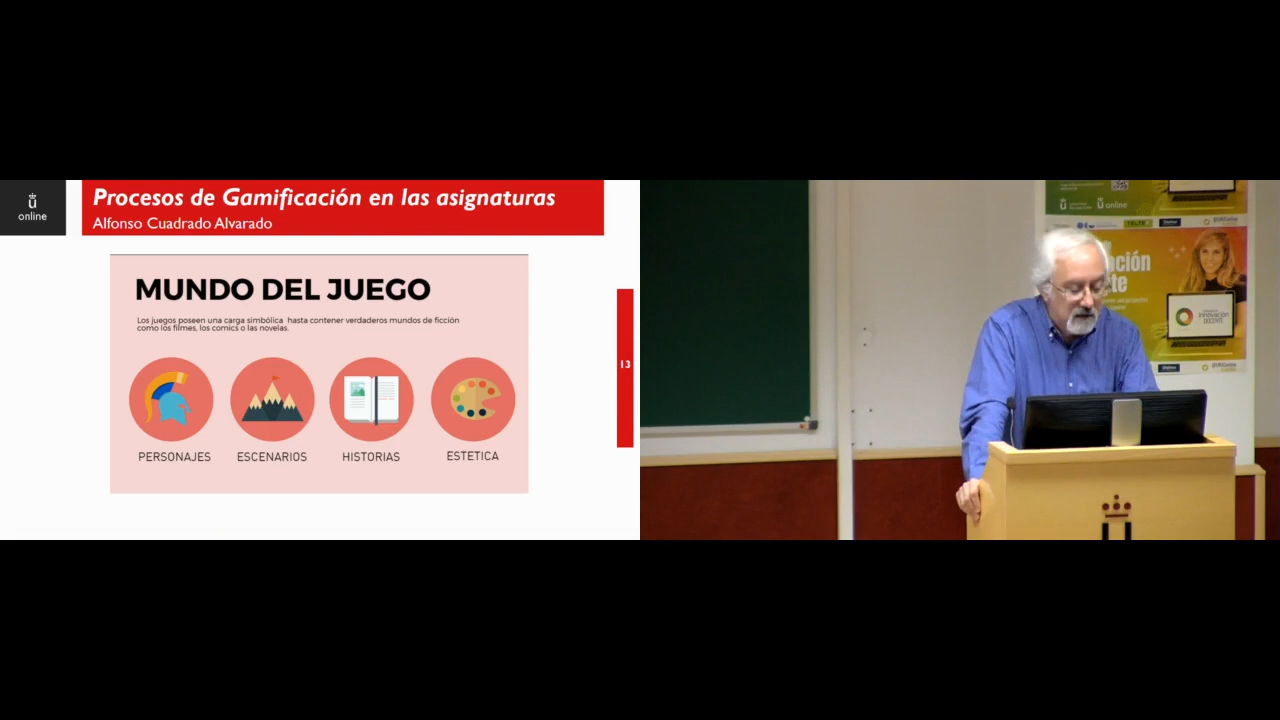 ü
online
Procesos de Gamificación en las asignaturas
Alfonso Cuadrado Alvarado
MUNDO DEL JUEGO
Los juegos poseen una carga simbólica hasta contener verdaderos mundos de ficción
como los filmes, los comics o las novelas.
PERSONAJES ESCENARIOS HISTORIAS ESTETICA
13
ü online
Innovación
DOCENTE